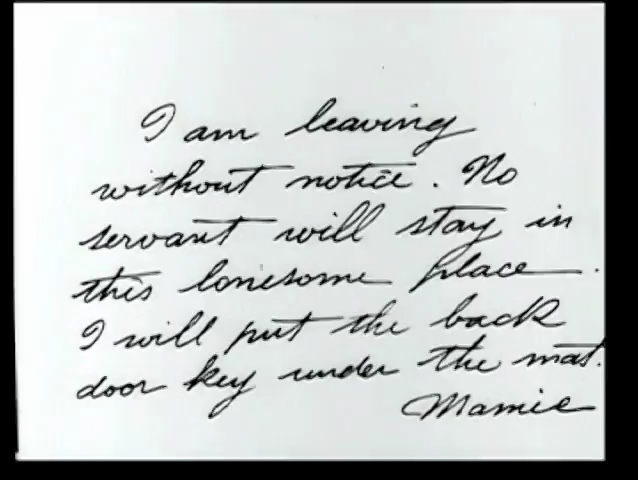 I am leaving
without notice. No
servant will stay in
this lonesome place.
I will put the back
door key under the mat.
Mamie